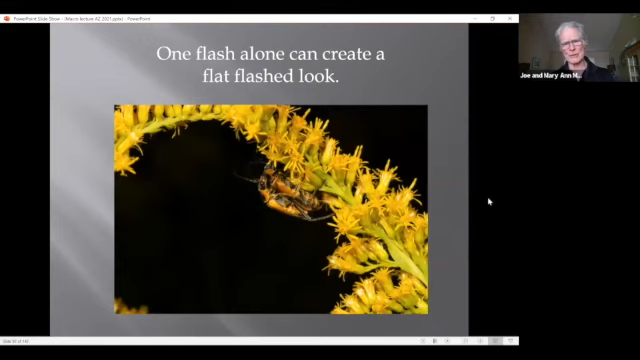 PowerPoint Slide Show - [Macro lecture AZ 2021.pptx] - PowerPoint
One flash alone can create a
flat flashed look.
Joe and Mary Ann M...